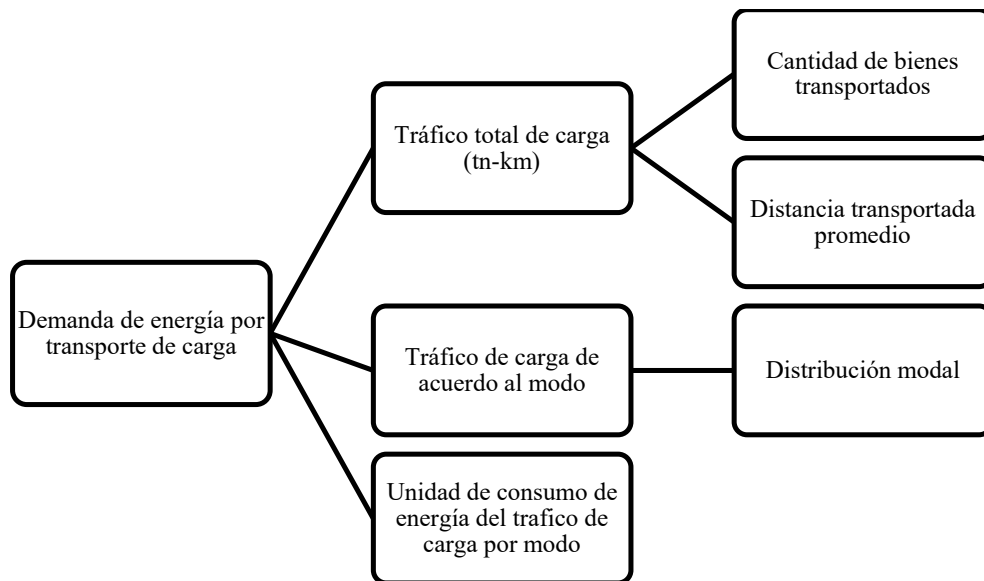 Demanda de energía por
transporte de carga
Tráfico total de carga
(tn-km)
Cantidad de bienes
transportados
Distancia transportada
promedio
Tráfico de carga de
acuerdo al modo
Distribución modal
Unidad de consumo de
energía del trafico de
carga por modo